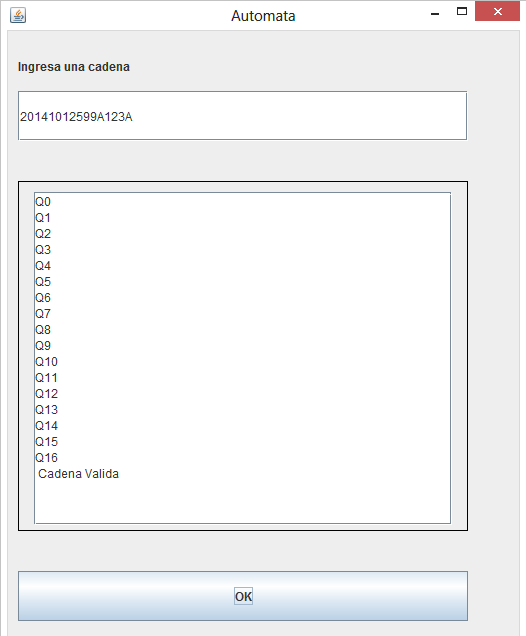 Automata
Ingresa una cadena
20141012599A123A
Q0
Q1
Q2
Q3
Q4
Q5
Q6
Q7
Q8
Q9
Q10
Q11
Q12
Q13
Q14
Q15
Q16
Cadena Valida
OK